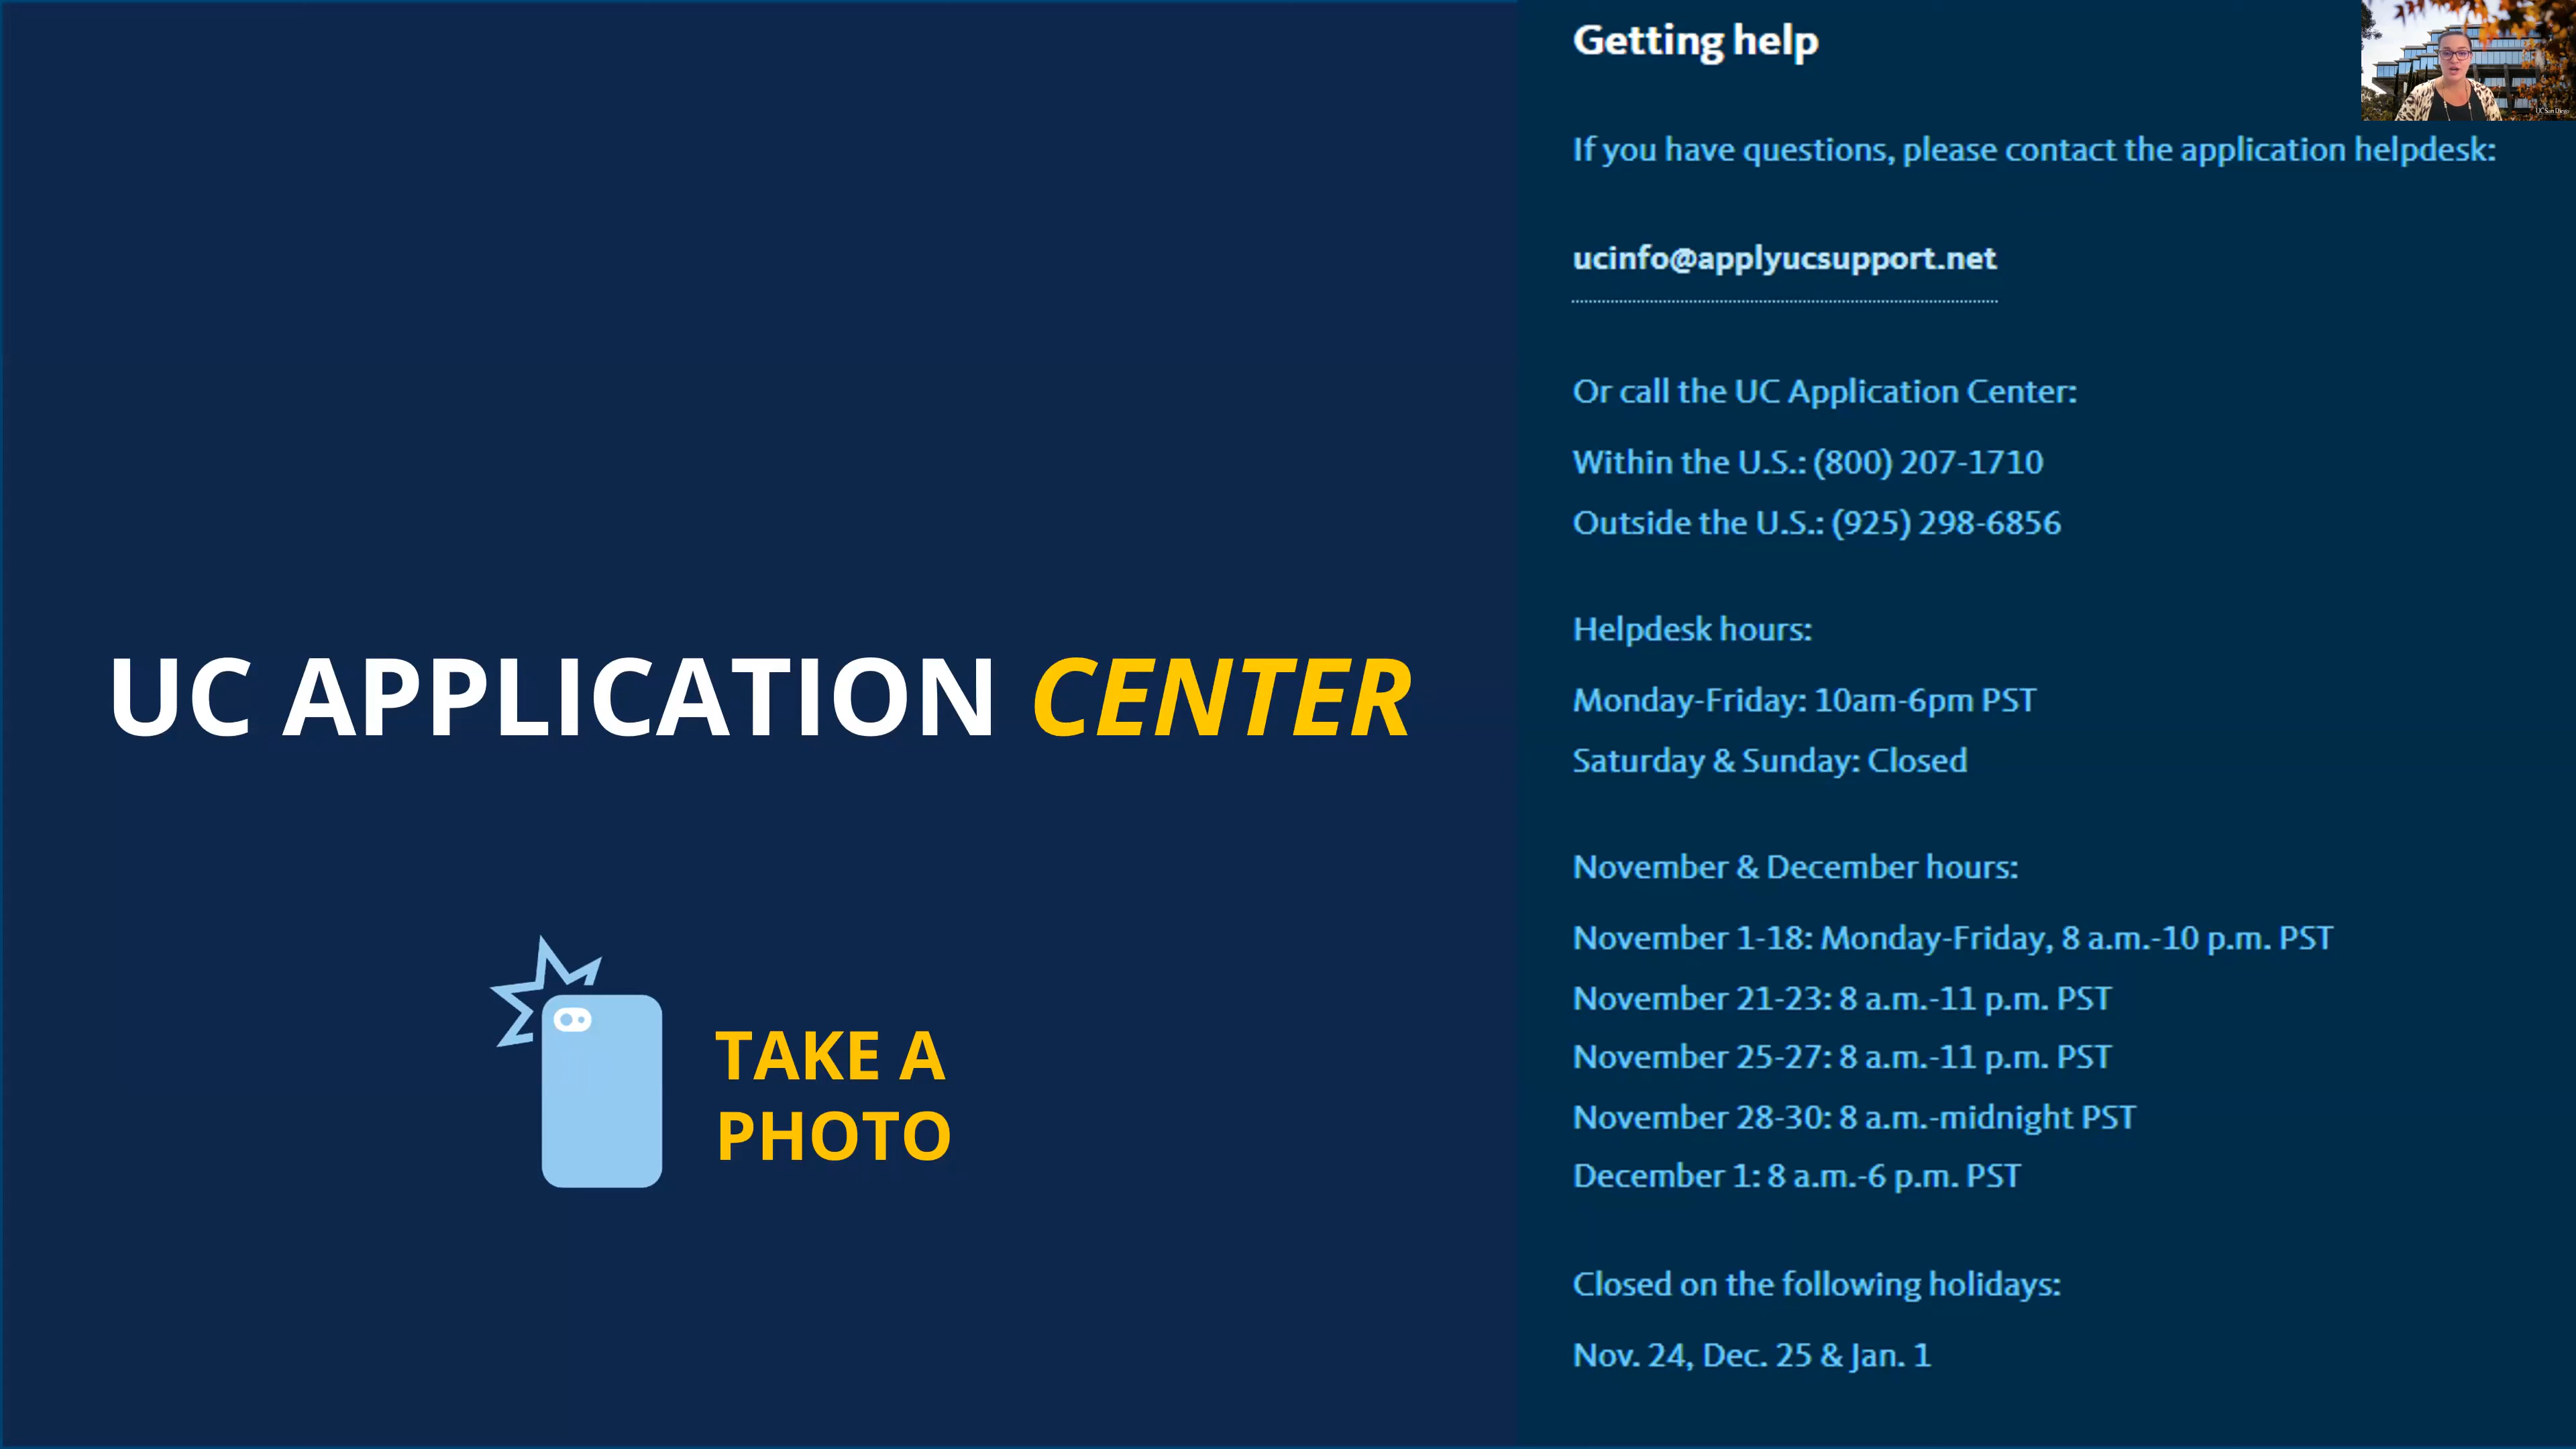 UC APPLICATION CENTER
TAKE A
PHOTO
Getting help
If you have questions, please contact the application helpdesk:
ucinfo@applyucsupport.net
Or call the UC Application Center:
Within the U.S.: (800) 207-1710
Outside the U.S.: (925) 298-6856
Helpdesk hours:
Monday-Friday: 10am-6pm PST
Saturday & Sunday: Closed
November & December hours:
November 1-18: Monday-Friday, 8 a.m.-10 p.m. PST
November 21-23: 8 a.m.-11 p.m. PST
November 25-27: 8 a.m.-11 p.m. PST
November 28-30: 8 a.m.-midnight PST
December 1: 8 a.m.-6 p.m. PST
Closed on the following holidays:
Nov. 24, Dec. 25 & Jan. 1
UC San Diego